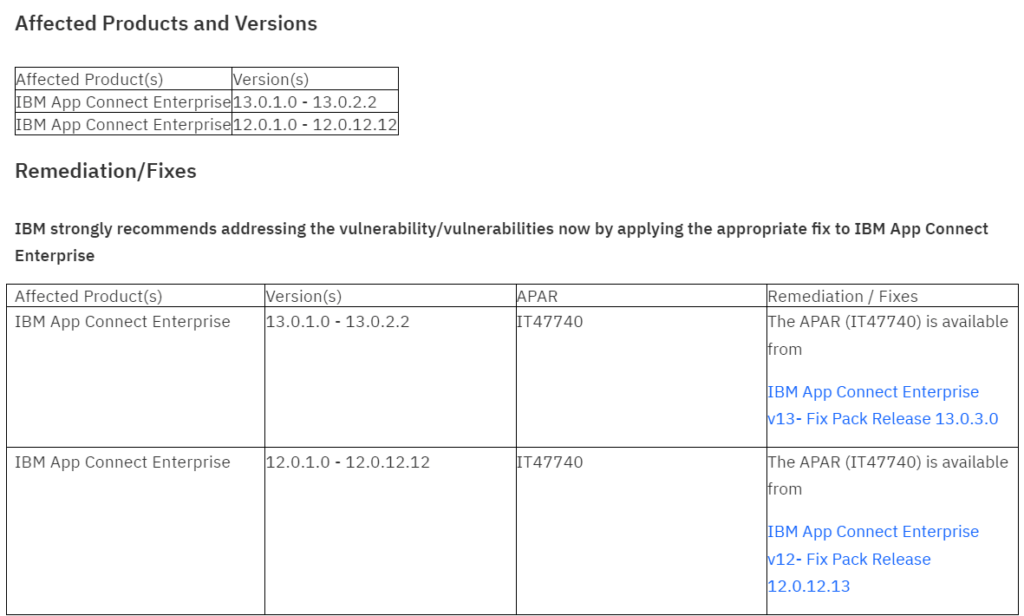 Affected Products and Versions
Affected Product(s) Version(s)
IBM App Connect Enterprise 13.0.1.0 - 13.0.2.2
IBM App Connect Enterprise 12.0.1.0 - 12.0.12.12
Remediation/Fixes
IBM strongly recommends addressing the vulnerability/vulnerabilities now by applying the appropriate fix to IBM App Connect
Enterprise
Affected Product(s) Version(s) APAR Remediation / Fixes
IBM App Connect Enterprise 13.0.1.0 - 13.0.2.2 IT47740 The APAR (IT47740) is available
from
IBM App Connect Enterprise
v13- Fix Pack Release 13.0.3.0
IBM App Connect Enterprise 12.0.1.0 - 12.0.12.12 IT47740 The APAR (IT47740) is available
from
IBM App Connect Enterprise
v12- Fix Pack Release
12.0.12.13